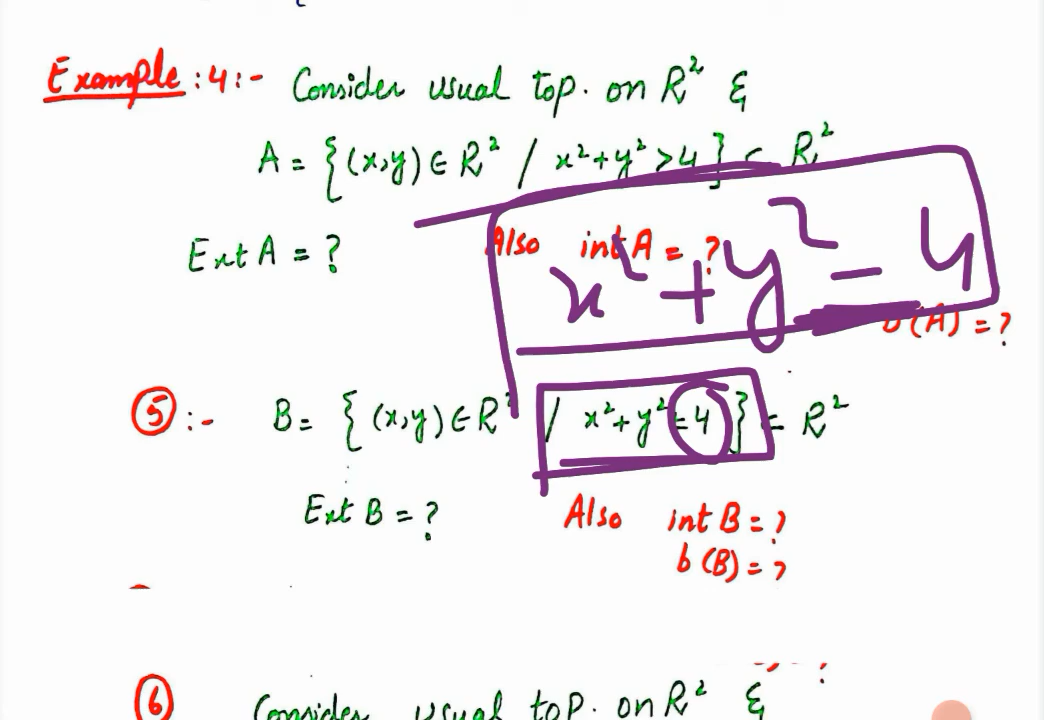 Example :4:- Consider usual top. on R² &
A = {(x,y) ∈ R² / x²+y² > 4} ⊂ R²
Ext A = ? Also int A = ?
x² + y² = 4
b(A) = ?
⑤:- B = {(x,y) ∈ R² / x²+y² = 4} ⊂ R²
Ext B = ? Also int B = ?
b(B) = ?
⑥ Consider usual top. on R² &